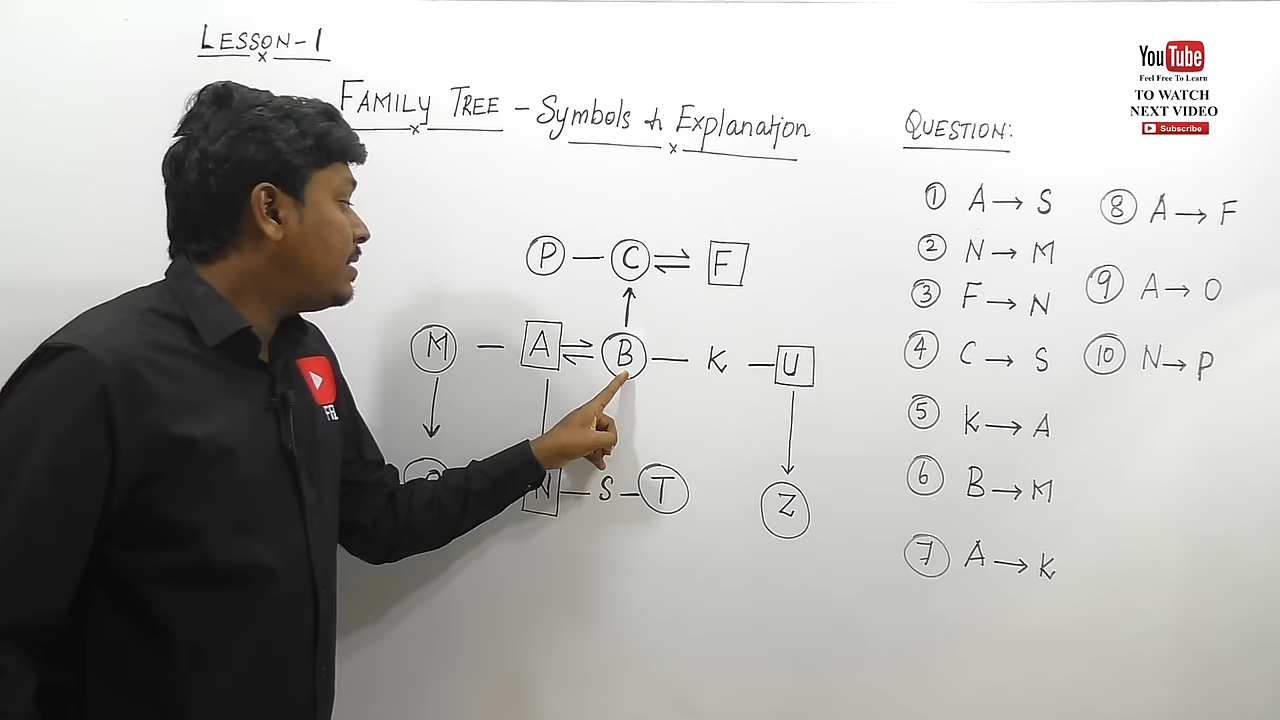 LESSON-1
FAMILY TREE - Symbols & Explanation
YouTube
Feel Free To Learn
TO WATCH
NEXT VIDEO
Subscribe
QUESTION:
① A → S
② N → M
③ F → N
④ C → S
⑤ K → A
⑥ B → M
⑦ A → K
⑧ A → F
⑨ A → O
⑩ N → P
P — C ⇌ F
M — A ⇌ B — K — U
N — S — T
Z